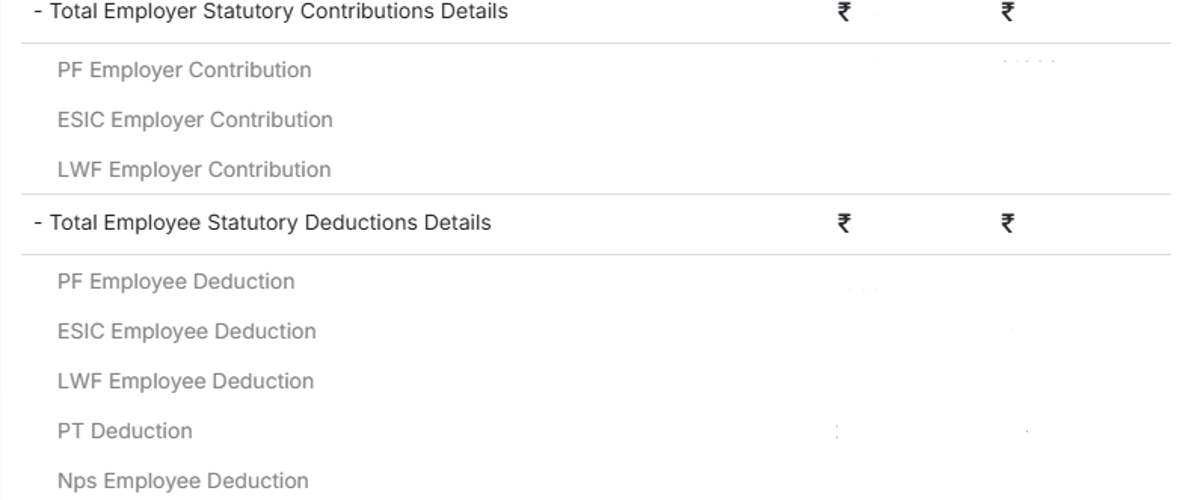 - Total Employer Statutory Contributions Details ₹ ₹
PF Employer Contribution
ESIC Employer Contribution
LWF Employer Contribution
- Total Employee Statutory Deductions Details ₹ ₹
PF Employee Deduction
ESIC Employee Deduction
LWF Employee Deduction
PT Deduction
Nps Employee Deduction